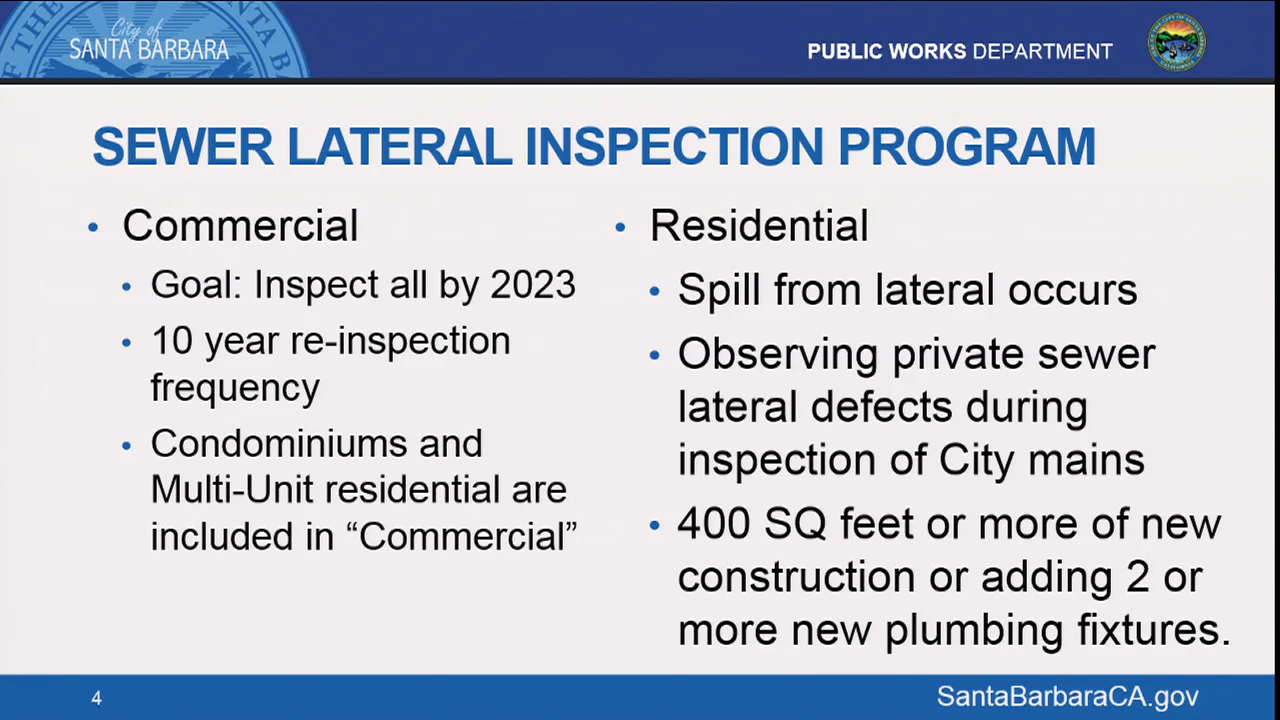 City of
SANTA BARBARA
PUBLIC WORKS DEPARTMENT
SEWER LATERAL INSPECTION PROGRAM
• Commercial
• Goal: Inspect all by 2023
• 10 year re-inspection
frequency
• Condominiums and
Multi-Unit residential are
included in “Commercial”
• Residential
• Spill from lateral occurs
• Observing private sewer
lateral defects during
inspection of City mains
• 400 SQ feet or more of new
construction or adding 2 or
more new plumbing fixtures.
4
SantaBarbaraCA.gov